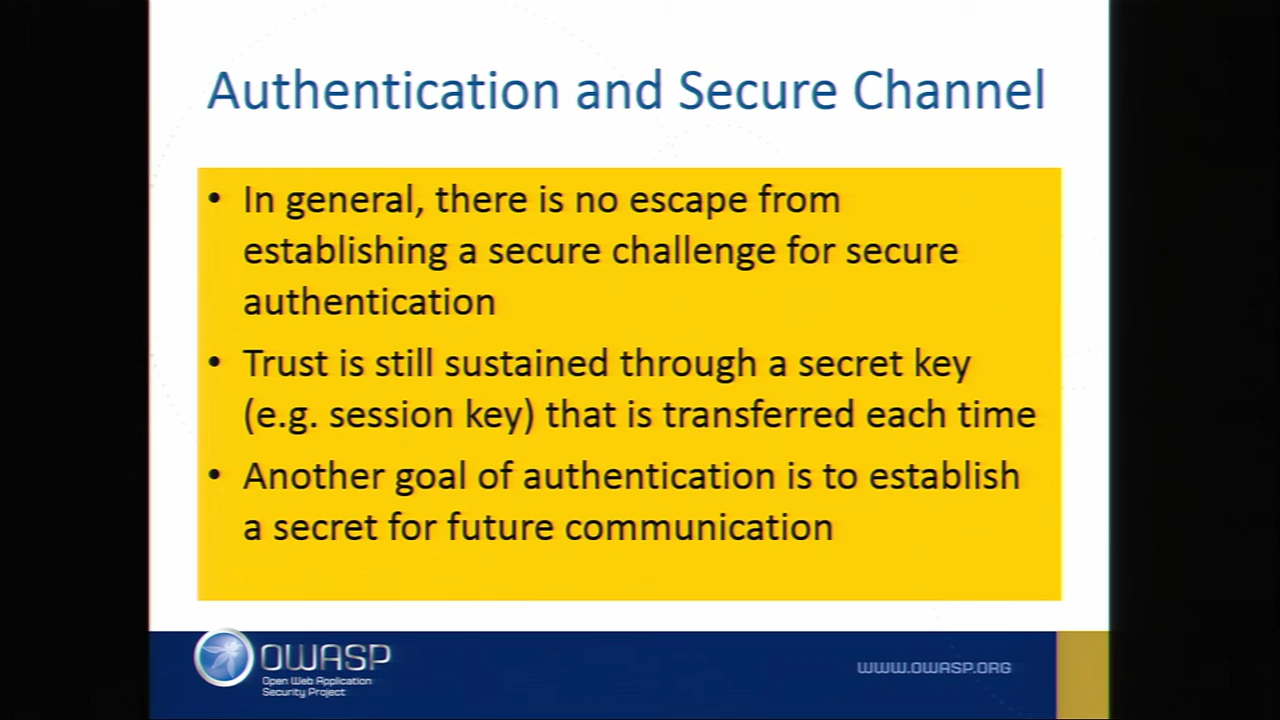 Authentication and Secure Channel
• In general, there is no escape from
establishing a secure challenge for secure
authentication
• Trust is still sustained through a secret key
(e.g. session key) that is transferred each time
• Another goal of authentication is to establish
a secret for future communication
OWASP
Open Web Application
Security Project
WWW.OWASP.ORG